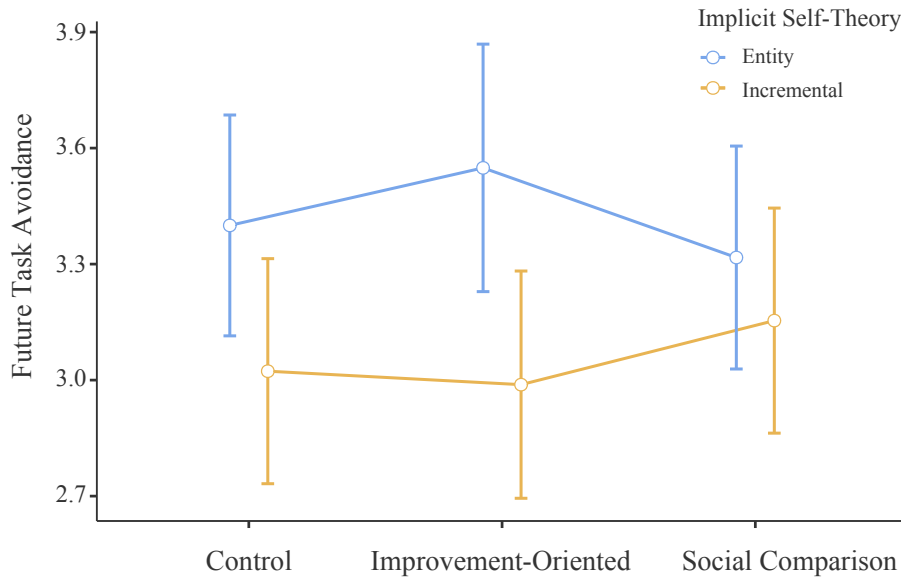 Implicit Self-Theory
Entity
Incremental
Future Task Avoidance
3.9
3.6
3.3
3.0
2.7
Control
Improvement-Oriented
Social Comparison